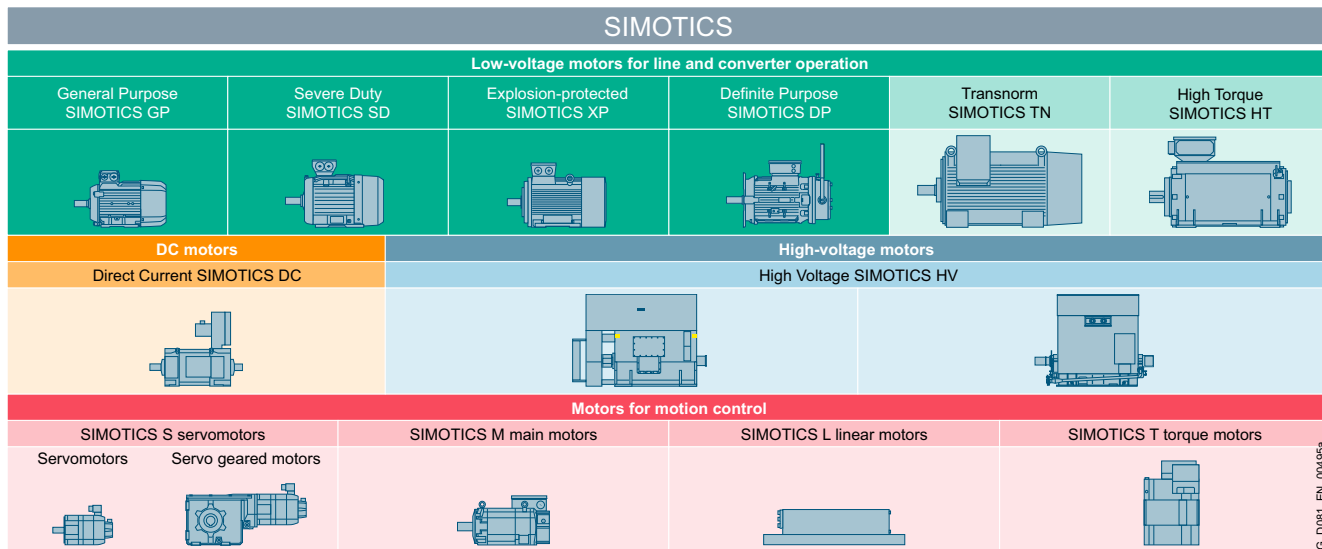 SIMOTICS
Low-voltage motors for line and converter operation
General Purpose
SIMOTICS GP
Severe Duty
SIMOTICS SD
Explosion-protected
SIMOTICS XP
Definite Purpose
SIMOTICS DP
Transnorm
SIMOTICS TN
High Torque
SIMOTICS HT
DC motors
High-voltage motors
Direct Current SIMOTICS DC
High Voltage SIMOTICS HV
Motors for motion control
SIMOTICS S servomotors
SIMOTICS M main motors
SIMOTICS L linear motors
SIMOTICS T torque motors
Servomotors
Servo geared motors
G_D081_EN_00495a